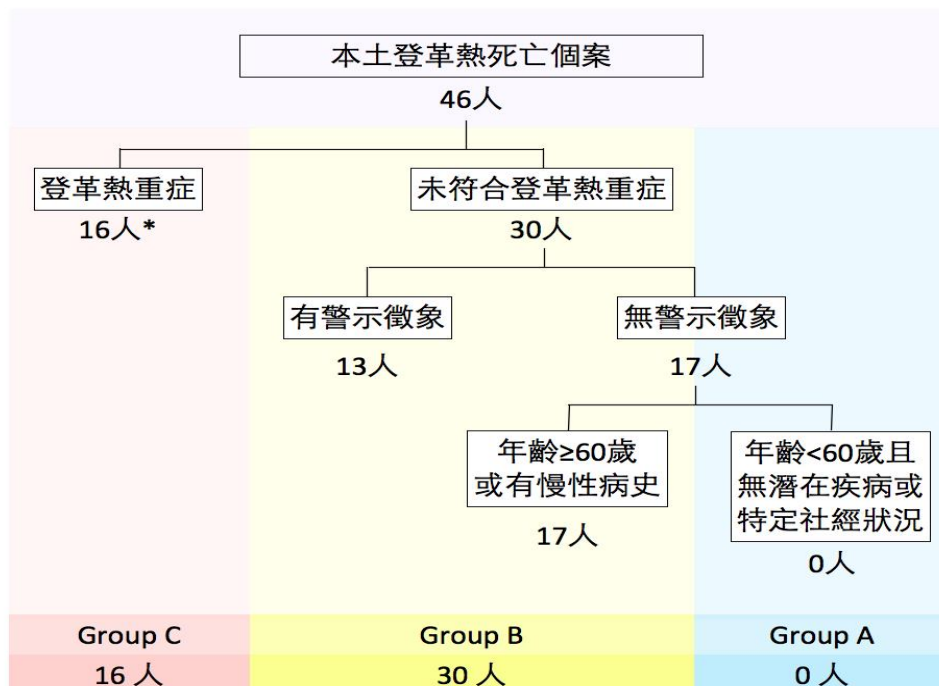 本土登革熱死亡個案
46人
登革熱重症
16人*
未符合登革熱重症
30人
有警示徵象
13人
無警示徵象
17人
年齡≥60歲
或有慢性病史
17人
年齡<60歲且
無潛在疾病或
特定社經狀況
0人
Group C
Group B
Group A
16 人
30 人
0 人